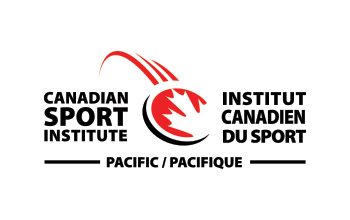 CANADIAN
SPORT
INSTITUTE
INSTITUT
CANADIEN
DU SPORT
PACIFIC / PACIFIQUE